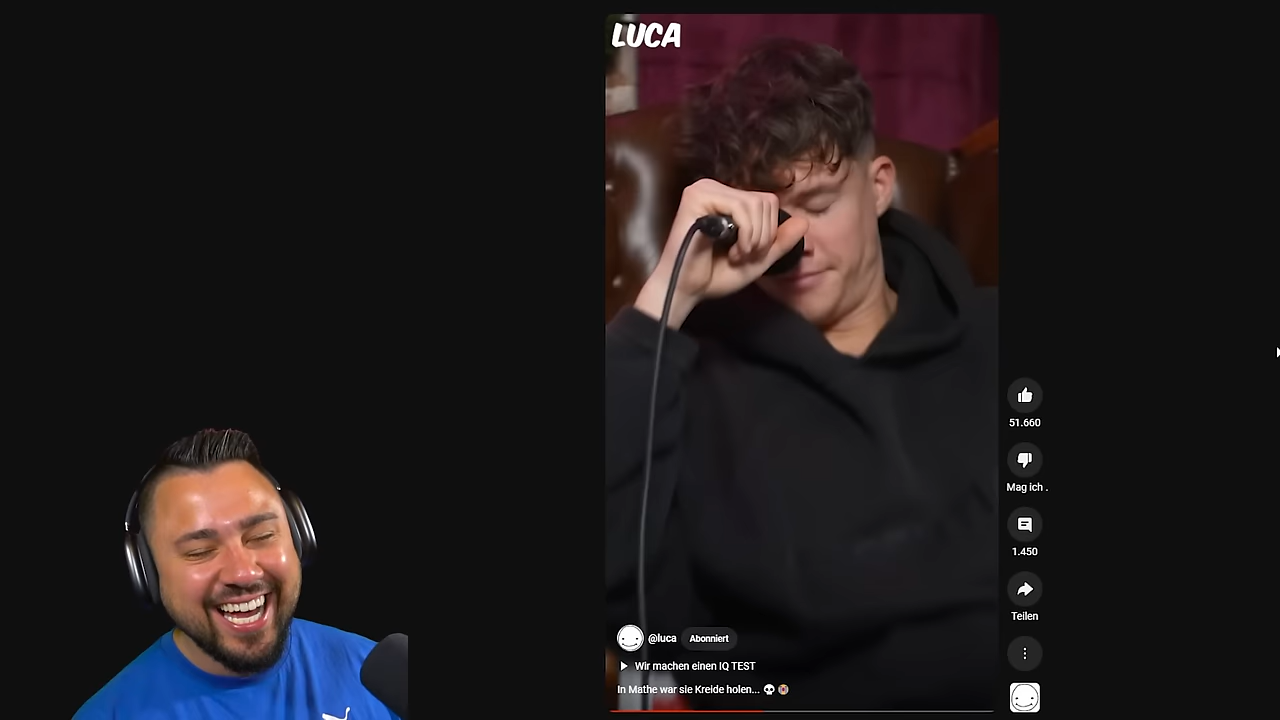 LUCA
51.660
Mag ich .
1.450
Teilen
@luca Abonniert
Wir machen einen IQ TEST
In Mathe war sie Kreide holen... 💀